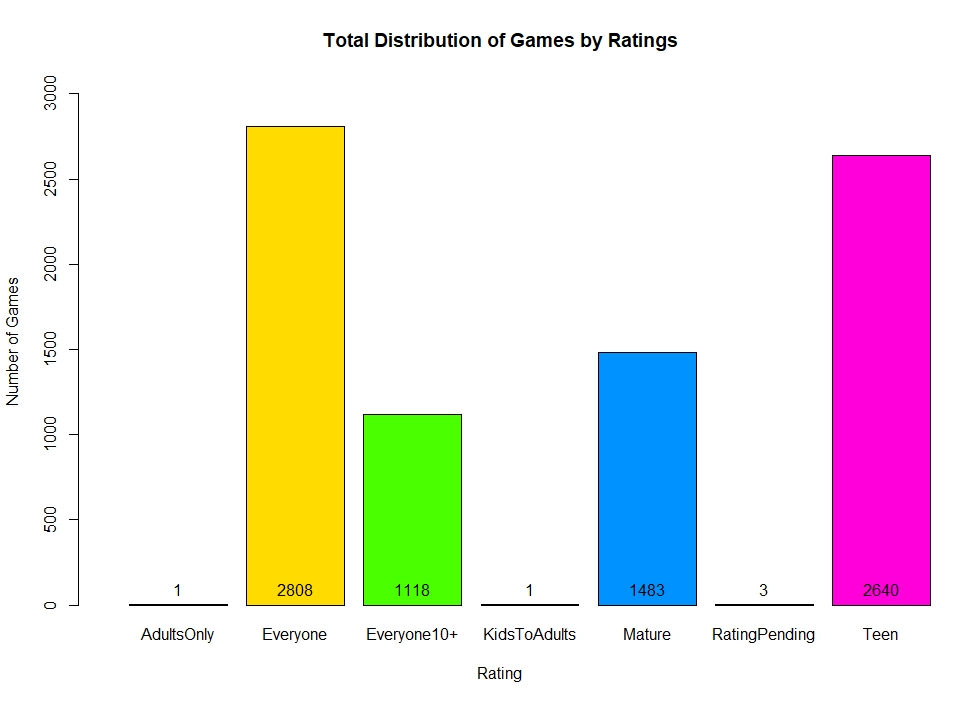 Total Distribution of Games by Ratings
Number of Games
3000
2500
2000
1500
1000
500
0
1
2808
1118
1
1483
3
2640
AdultsOnly
Everyone
Everyone10+
KidsToAdults
Mature
RatingPending
Teen
Rating